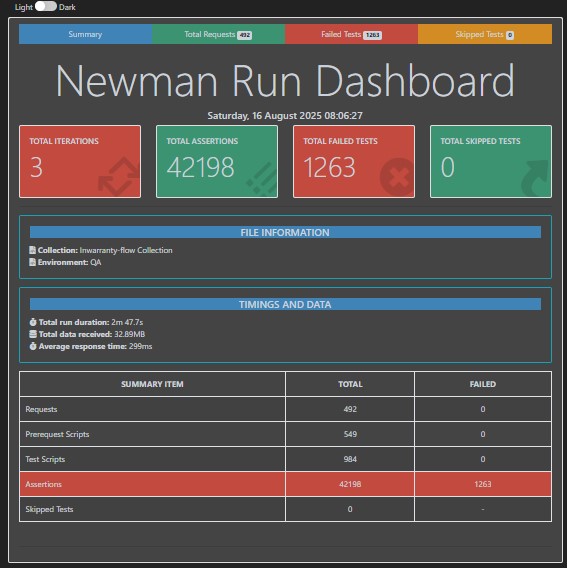 Light Dark
Summary Total Requests 492 Failed Tests 1263 Skipped Tests 0
Newman Run Dashboard
Saturday, 16 August 2025 08:06:27
TOTAL ITERATIONS TOTAL ASSERTIONS TOTAL FAILED TESTS TOTAL SKIPPED TESTS
3 42198 1263 0
FILE INFORMATION
Collection: Inwarranty-flow Collection
Environment: QA
TIMINGS AND DATA
Total run duration: 2m 47.7s
Total data received: 32.89MB
Average response time: 299ms
SUMMARY ITEM TOTAL FAILED
Requests 492 0
Prerequest Scripts 549 0
Test Scripts 984 0
Assertions 42198 1263
Skipped Tests 0 -